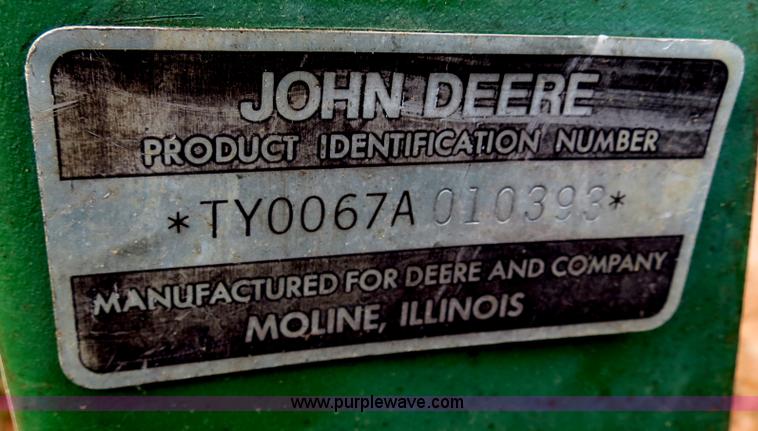 JOHN DEERE
PRODUCT IDENTIFICATION NUMBER
*TY0067A 010393*
MANUFACTURED FOR DEERE AND COMPANY
MOLINE, ILLINOIS
www.purplewave.com